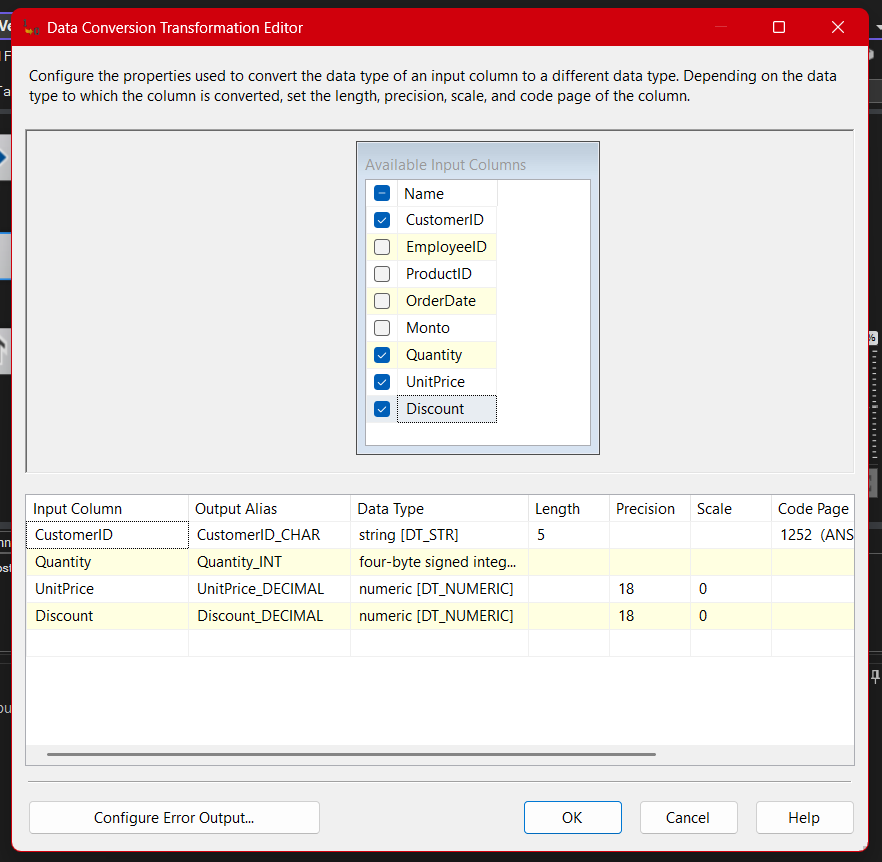 Data Conversion Transformation Editor
Configure the properties used to convert the data type of an input column to a different data type. Depending on the data
type to which the column is converted, set the length, precision, scale, and code page of the column.
Available Input Columns
Name
CustomerID
EmployeeID
ProductID
OrderDate
Monto
Quantity
UnitPrice
Discount
Input Column Output Alias Data Type Length Precision Scale Code Page
CustomerID CustomerID_CHAR string [DT_STR] 5 1252 (ANS
Quantity Quantity_INT four-byte signed integ...
UnitPrice UnitPrice_DECIMAL numeric [DT_NUMERIC] 18 0
Discount Discount_DECIMAL numeric [DT_NUMERIC] 18 0
Configure Error Output... OK Cancel Help